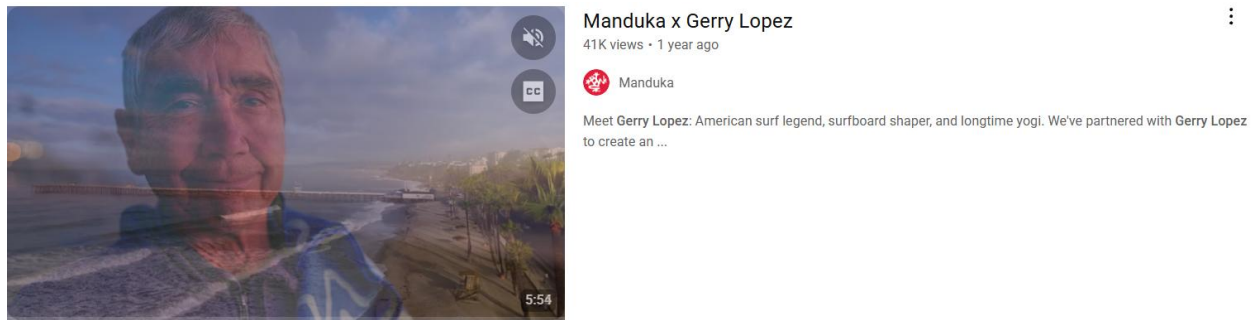 Manduka x Gerry Lopez
41K views • 1 year ago
Manduka
Meet Gerry Lopez: American surf legend, surfboard shaper, and longtime yogi. We've partnered with Gerry Lopez
to create an ...
CC
5:54